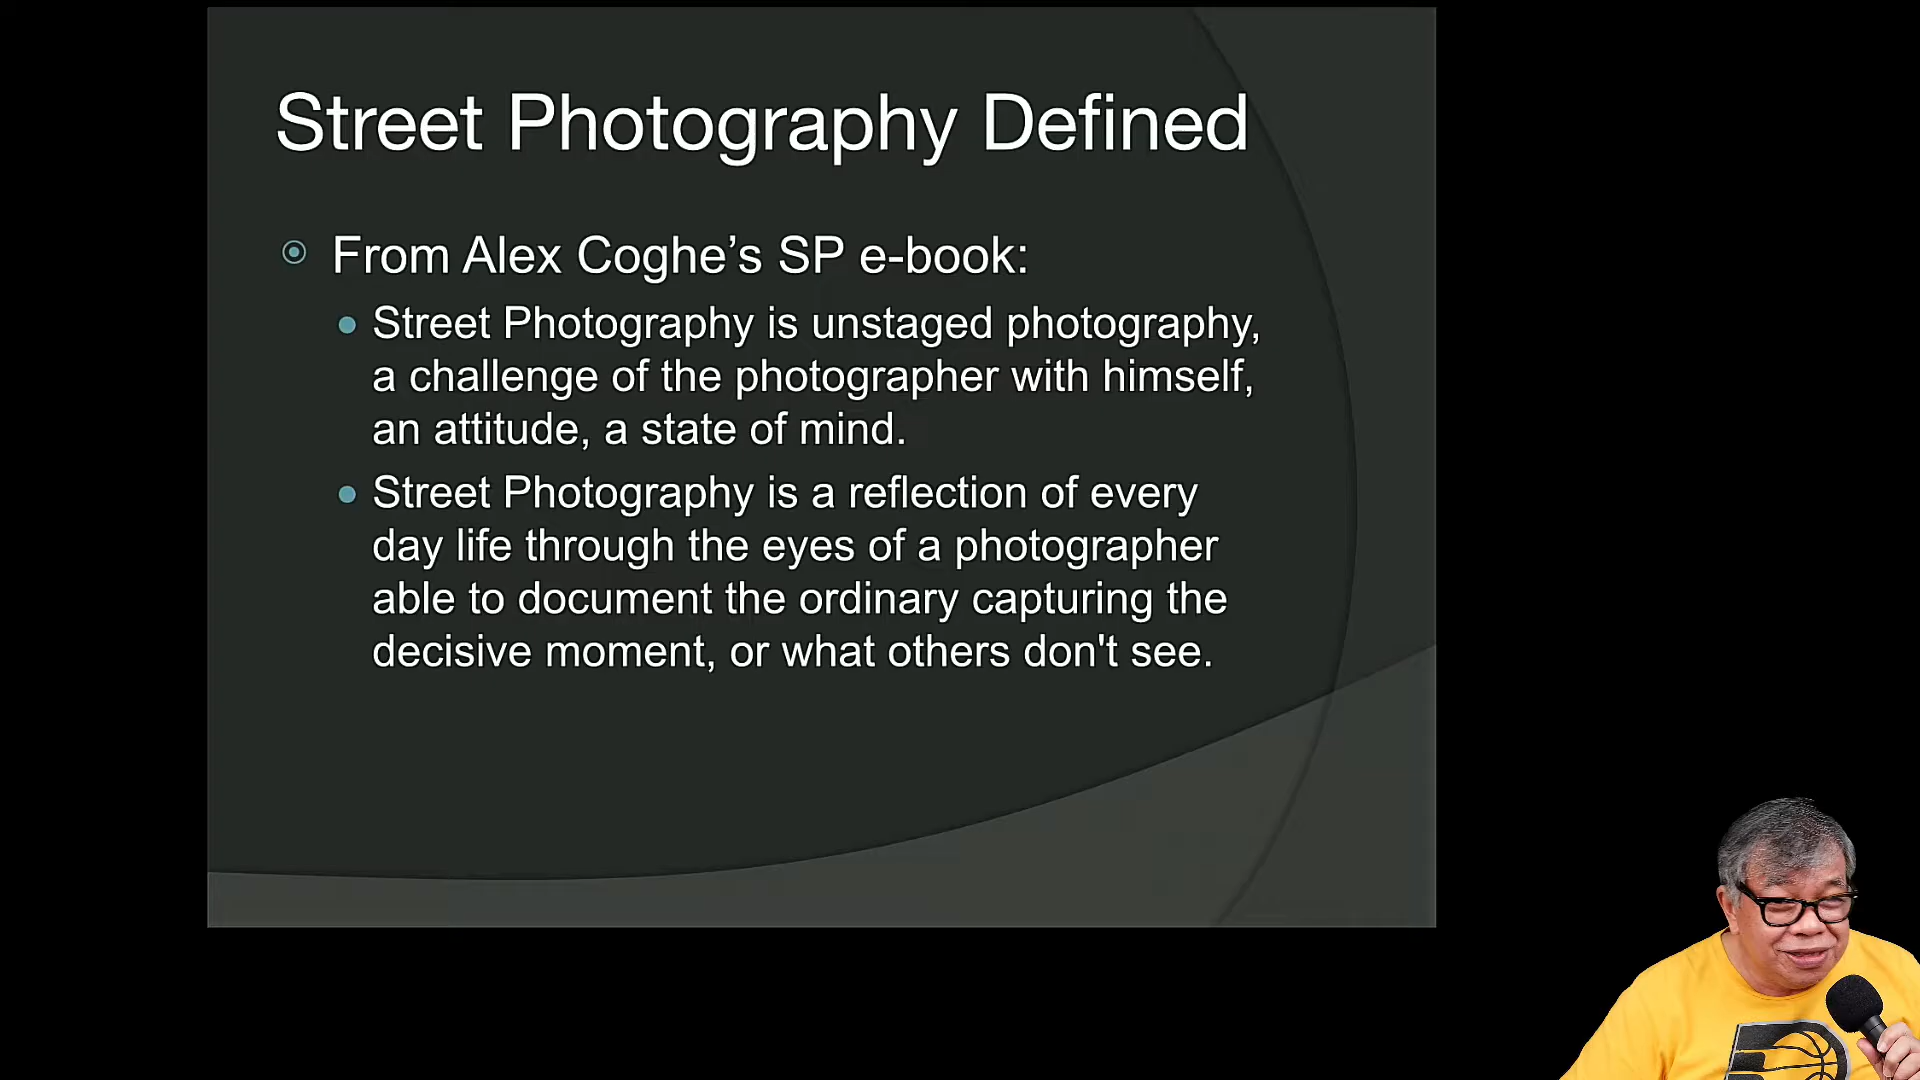 Street Photography Defined
From Alex Coghe’s SP e-book:
Street Photography is unstaged photography,
a challenge of the photographer with himself,
an attitude, a state of mind.
Street Photography is a reflection of every
day life through the eyes of a photographer
able to document the ordinary capturing the
decisive moment, or what others don't see.